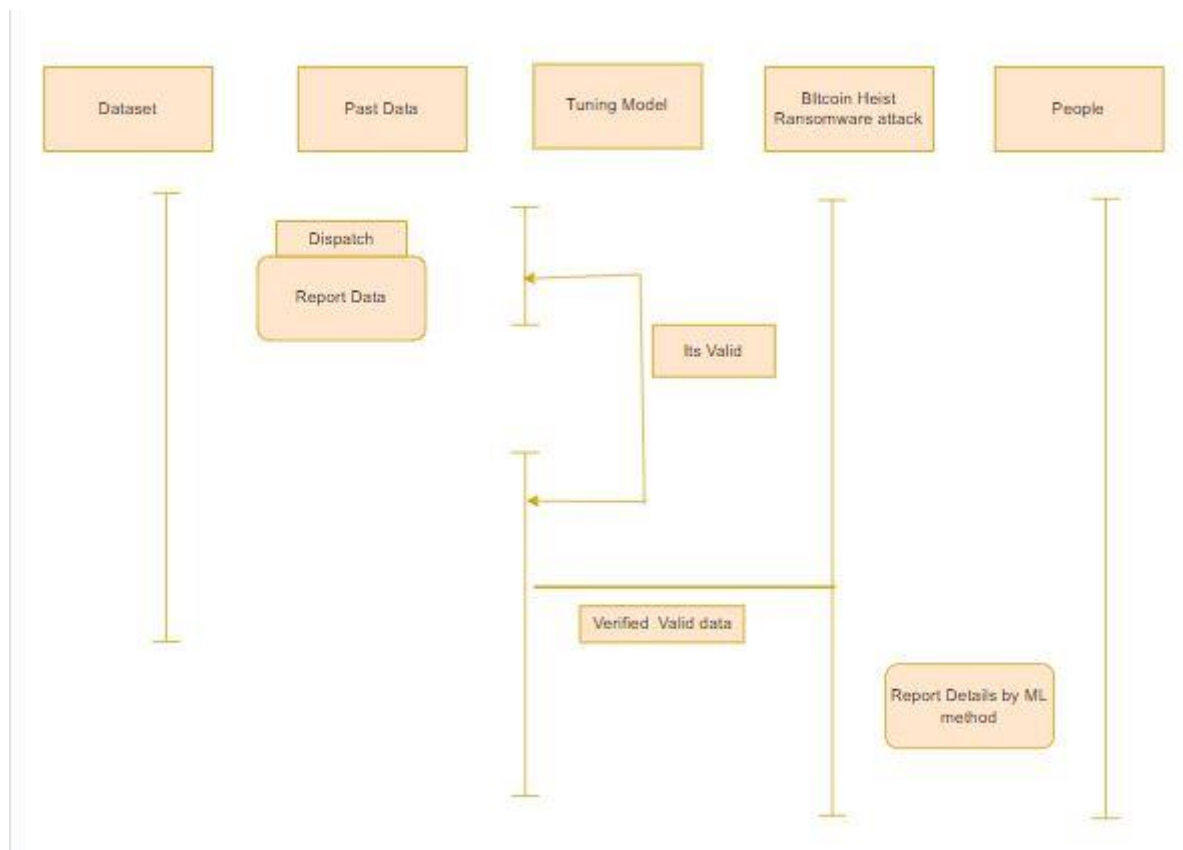 Dataset
Past Data
Tuning Model
BItcoin Heist
Ransomware attack
People
Dispatch
Report Data
Its Valid
Verified Valid data
Report Details by ML
method